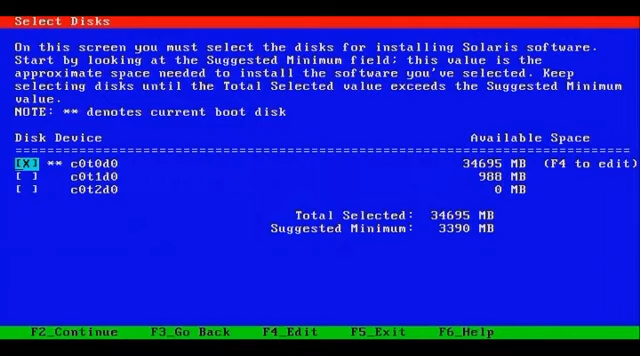 Select Disks
On this screen you must select the disks for installing Solaris software.
Start by looking at the Suggested Minimum field; this value is the
approximate space needed to install the software you've selected. Keep
selecting disks until the Total Selected value exceeds the Suggested Minimum
value.
NOTE: ** denotes current boot disk
Disk Device Available Space
=============================================================================
[X] ** c0t0d0 34695 MB (F4 to edit)
[ ] c0t1d0 988 MB
[ ] c0t2d0 0 MB
Total Selected: 34695 MB
Suggested Minimum: 3390 MB
F2_Continue F3_Go Back F4_Edit F5_Exit F6_Help